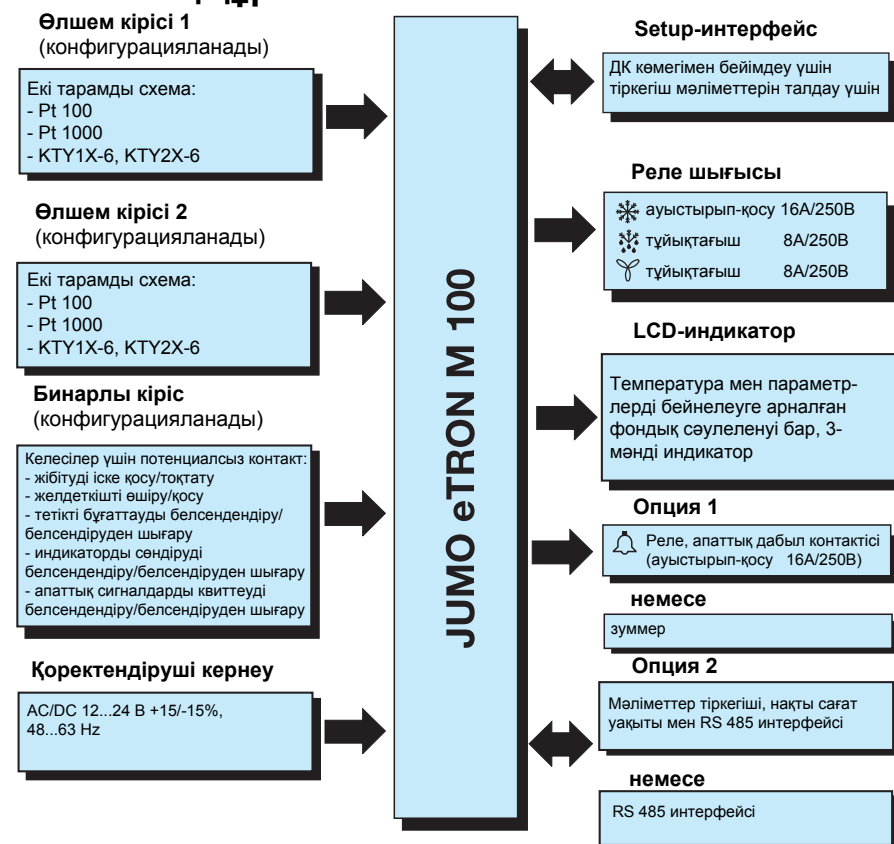 Өлшем кірісі 1
(конфигурацияланады)
Екі тарамды схема:
- Pt 100
- Pt 1000
- KTY1X-6, KTY2X-6
Өлшем кірісі 2
(конфигурацияланады)
Екі тарамды схема:
- Pt 100
- Pt 1000
- KTY1X-6, KTY2X-6
Бинарлы кіріс
(конфигурацияланады)
Келесілер үшін потенциалсыз контакт:
- жібітуді іске қосу/тоқтату
- желдеткішті өшіру/қосу
- тетікті бұғаттауды белсендендіру/
белсендіруден шығару
- индикаторды сөндіруді
белсендендіру/белсендіруден шығару
- апаттық сигналдарды квиттеуді
белсендендіру/белсендіруден шығару
Қоректендіруші кернеу
AC/DC 12...24 В +15/-15%,
48...63 Hz
JUMO eTRON M 100
Setup-интерфейс
ДК көмегімен бейімдеу үшін
тіркегіш мәліметтерін талдау үшін
Реле шығысы
ауыстырып-қосу 16А/250В
тұйықтағыш 8А/250В
тұйықтағыш 8А/250В
LCD-индикатор
Температура мен параметр-
лерді бейнелеуге арналған
фондық сәулеленуі бар, 3-
мәнді индикатор
Опция 1
Реле, апаттық дабыл контактісі
(ауыстырып-қосу 16А/250В)
немесе
зуммер
Опция 2
Мәліметтер тіркегіші, нақты сағат
уақыты мен RS 485 интерфейсі
немесе
RS 485 интерфейсі